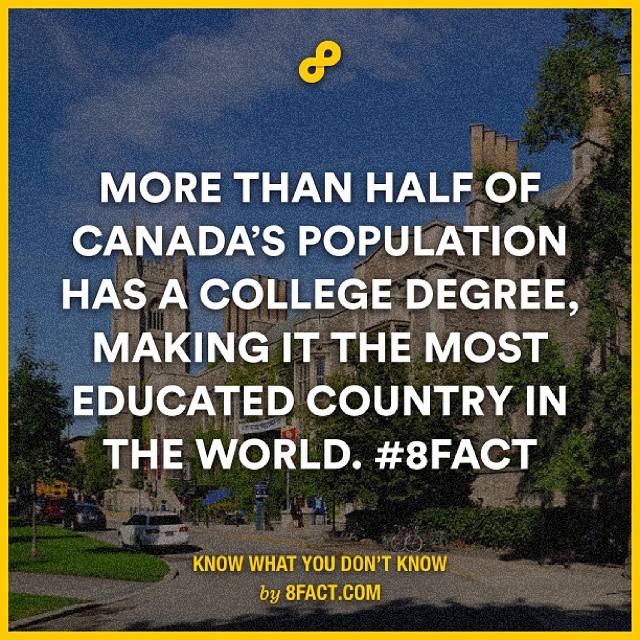 MORE THAN HALF OF
CANADA'S POPULATION
HAS A COLLEGE DEGREE,
MAKING IT THE MOST
EDUCATED COUNTRY IN
THE WORLD. #8FACT
KNOW WHAT YOU DON'T KNOW
by 8FACT.COM